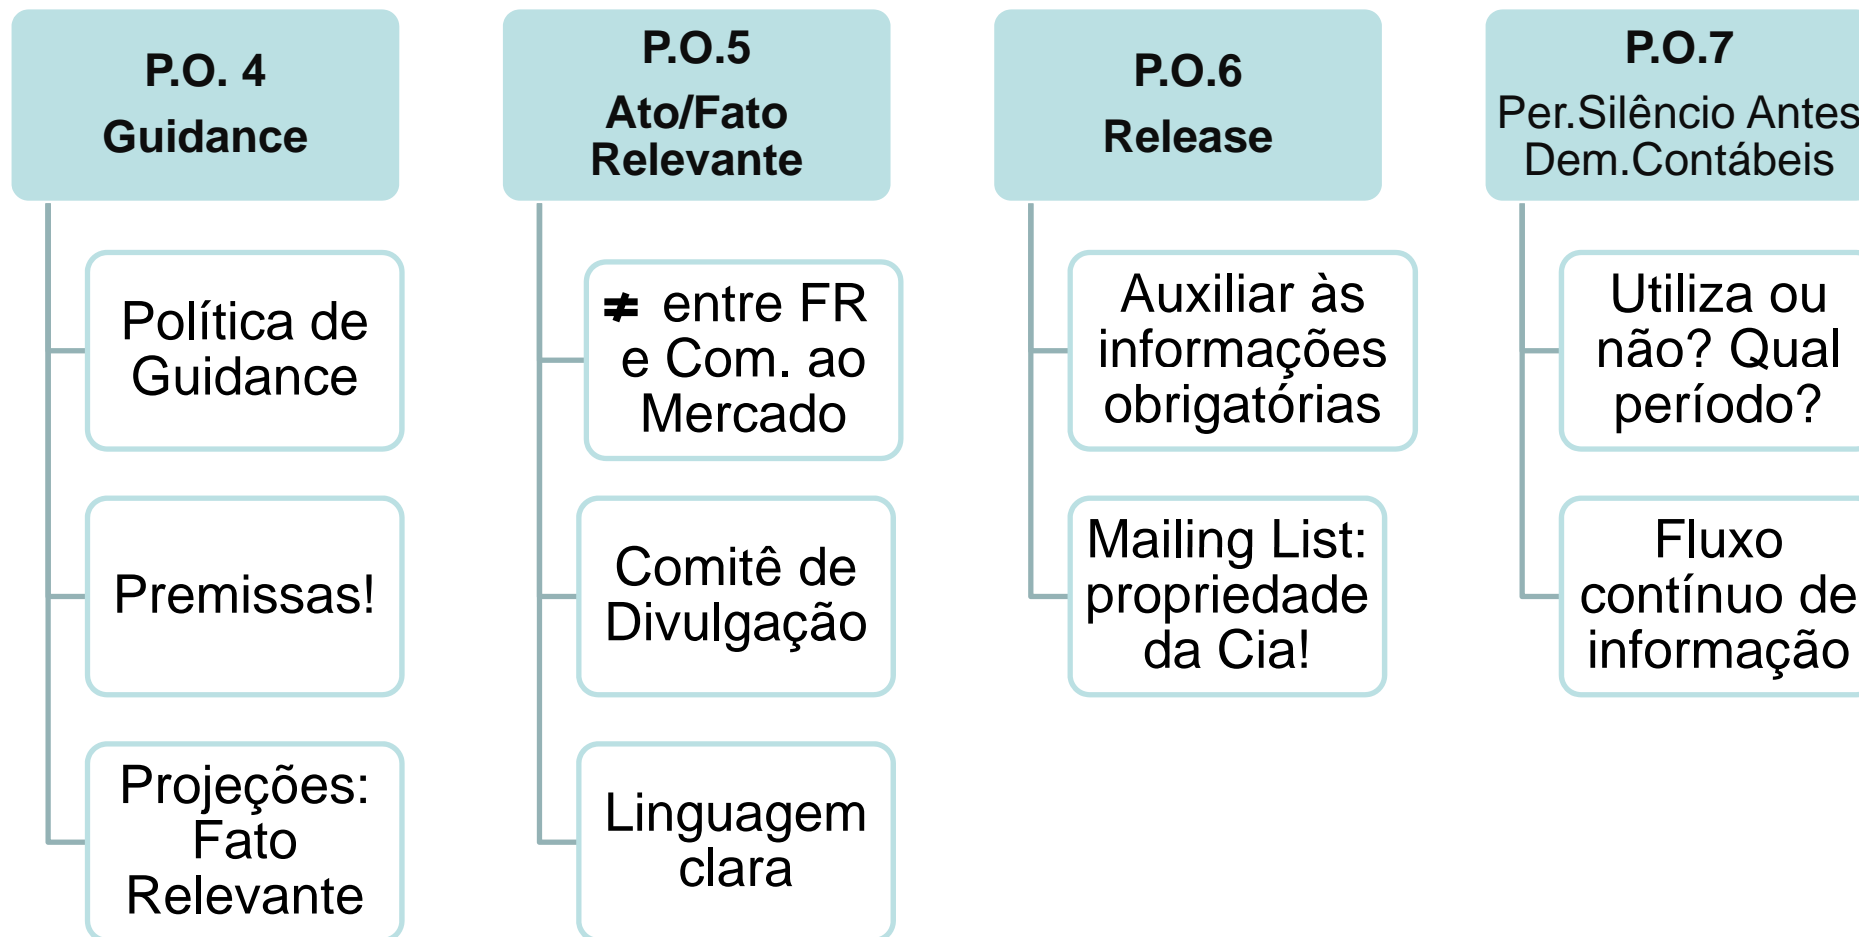 P.O. 4
Guidance
Política de
Guidance
Premissas!
Projeções:
Fato
Relevante
P.O.5
Ato/Fato
Relevante
≠ entre FR
e Com. ao
Mercado
Comitê de
Divulgação
Linguagem
clara
P.O.6
Release
Auxiliar às
informações
obrigatórias
Mailing List:
propriedade
da Cia!
P.O.7
Per.Silêncio Antes
Dem.Contábeis
Utiliza ou
não? Qual
período?
Fluxo
contínuo de
informação